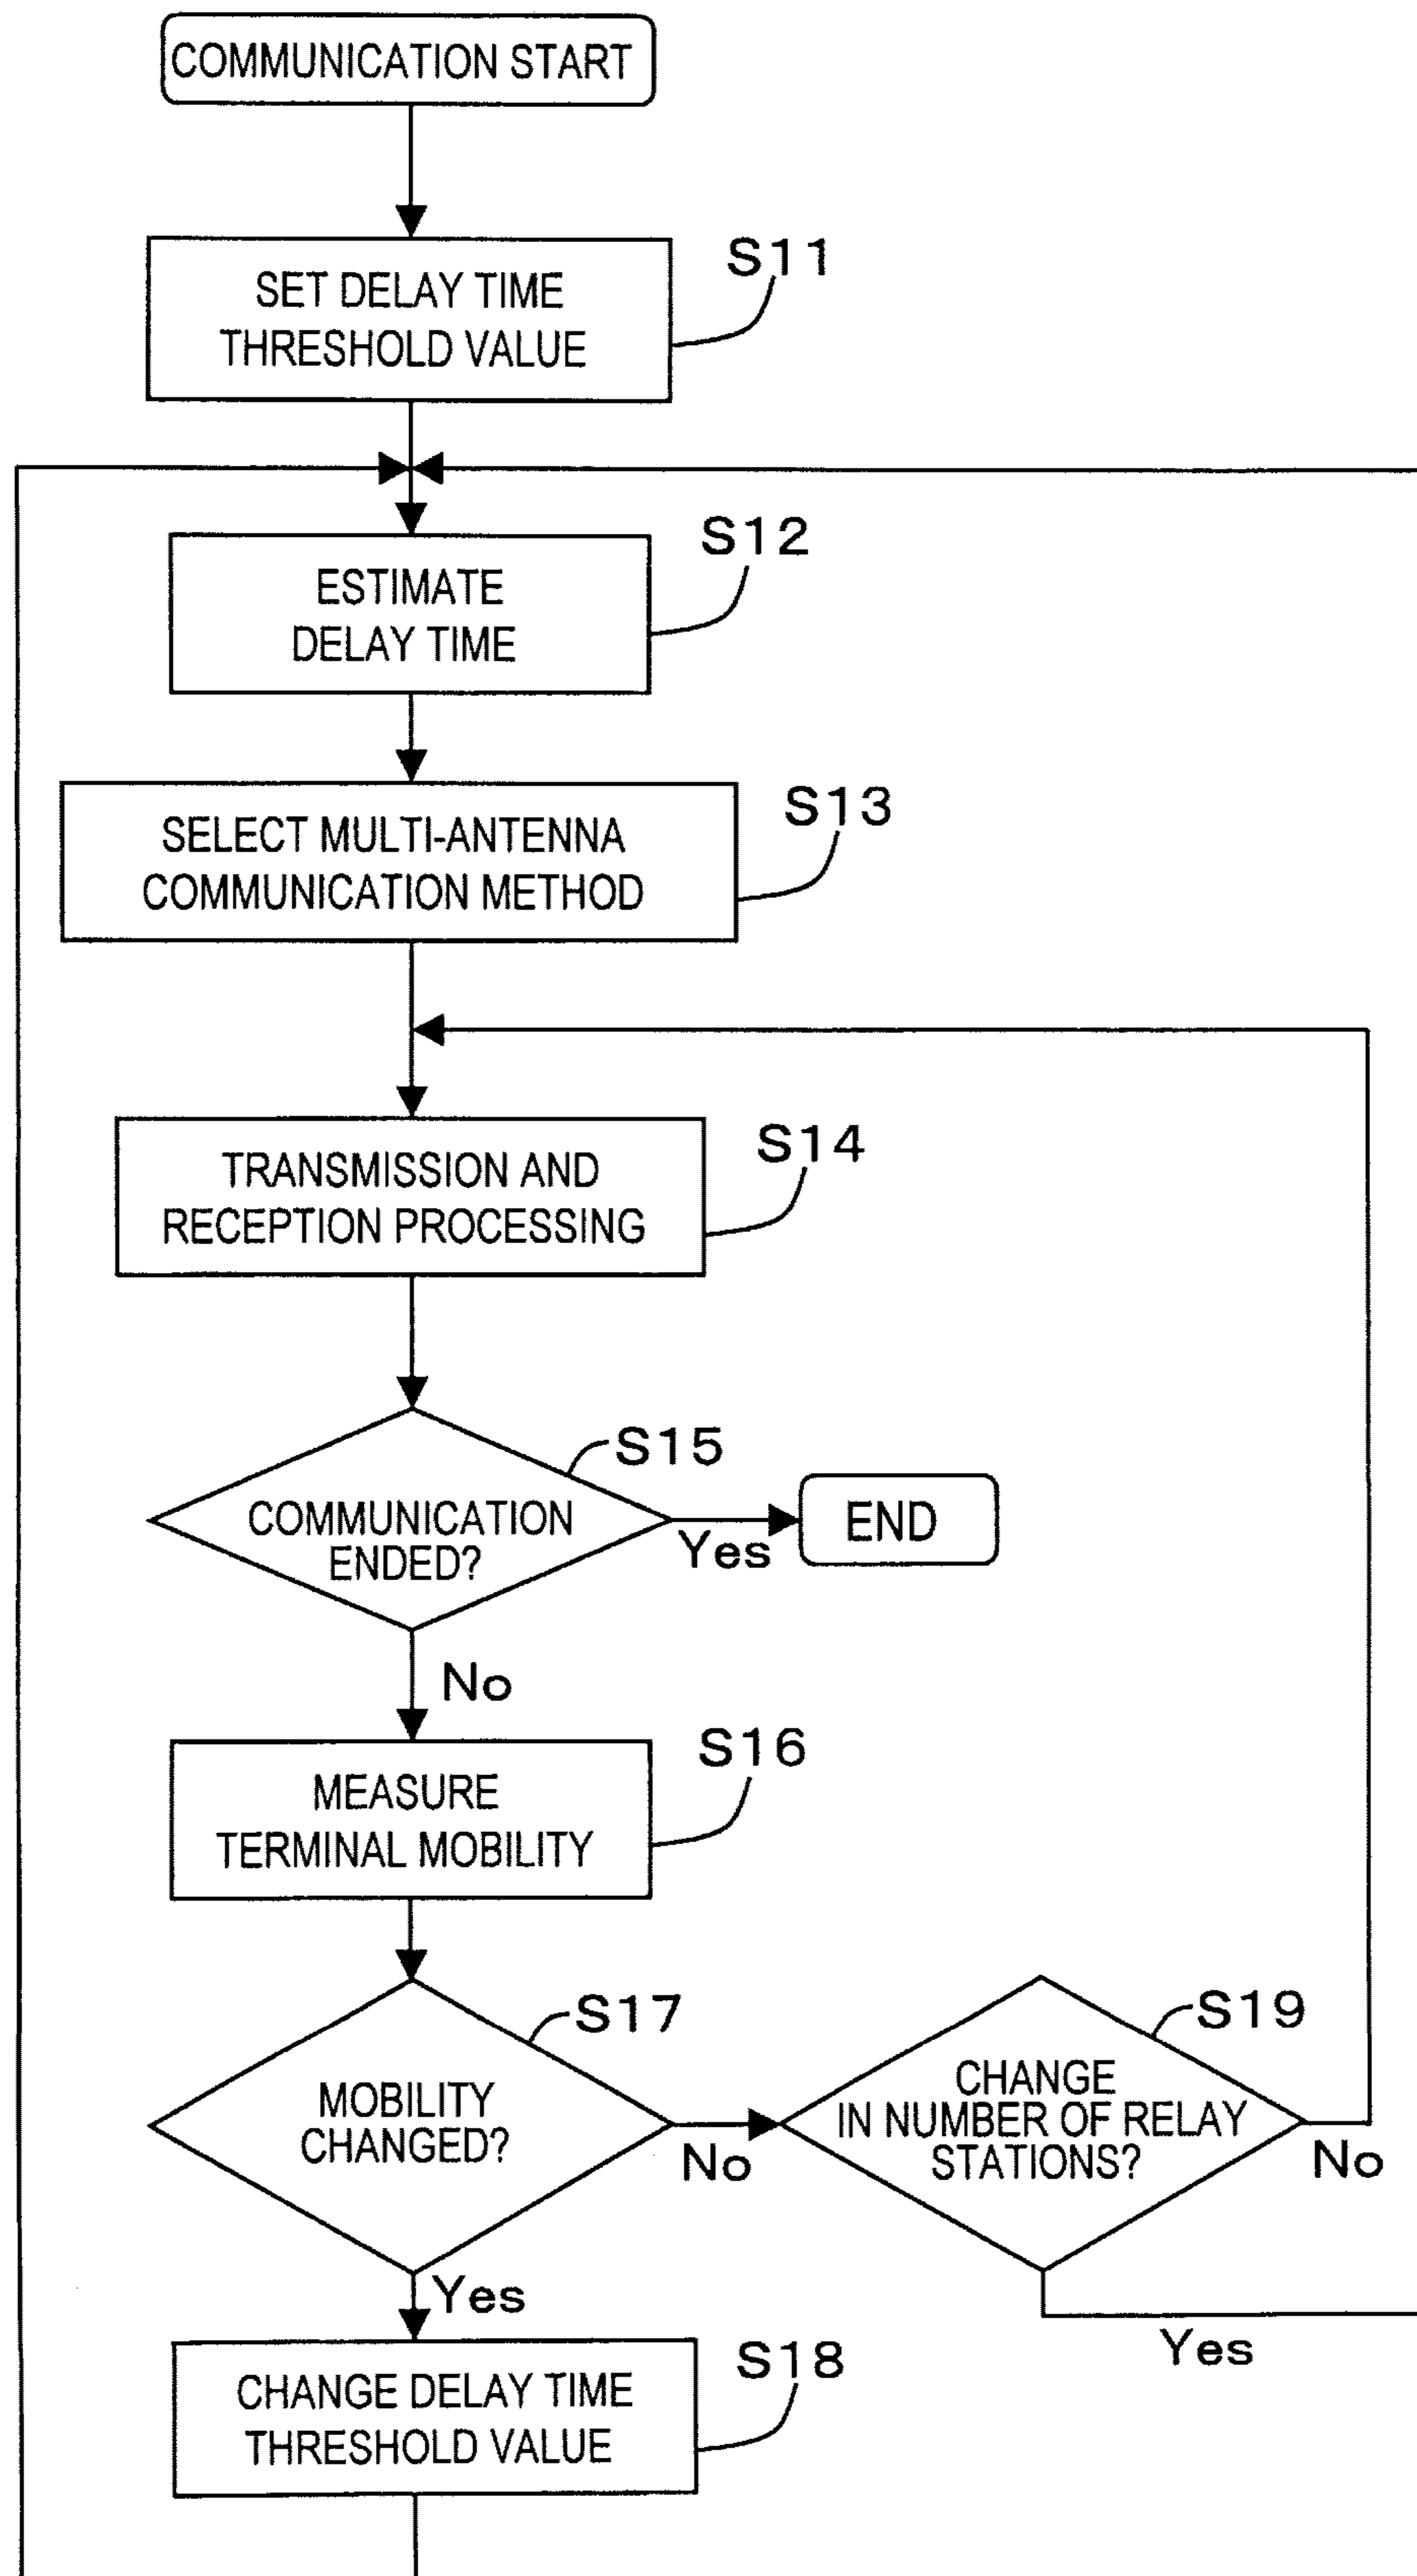 COMMUNICATION START
S11
SET DELAY TIME
THRESHOLD VALUE
S12
ESTIMATE
DELAY TIME
S13
SELECT MULTI-ANTENNA
COMMUNICATION METHOD
S14
TRANSMISSION AND
RECEPTION PROCESSING
S15
COMMUNICATION
ENDED?
Yes
END
No
S16
MEASURE
TERMINAL MOBILITY
S17
MOBILITY
CHANGED?
No
S19
CHANGE
IN NUMBER OF RELAY
STATIONS?
No
Yes
Yes
S18
CHANGE DELAY TIME
THRESHOLD VALUE